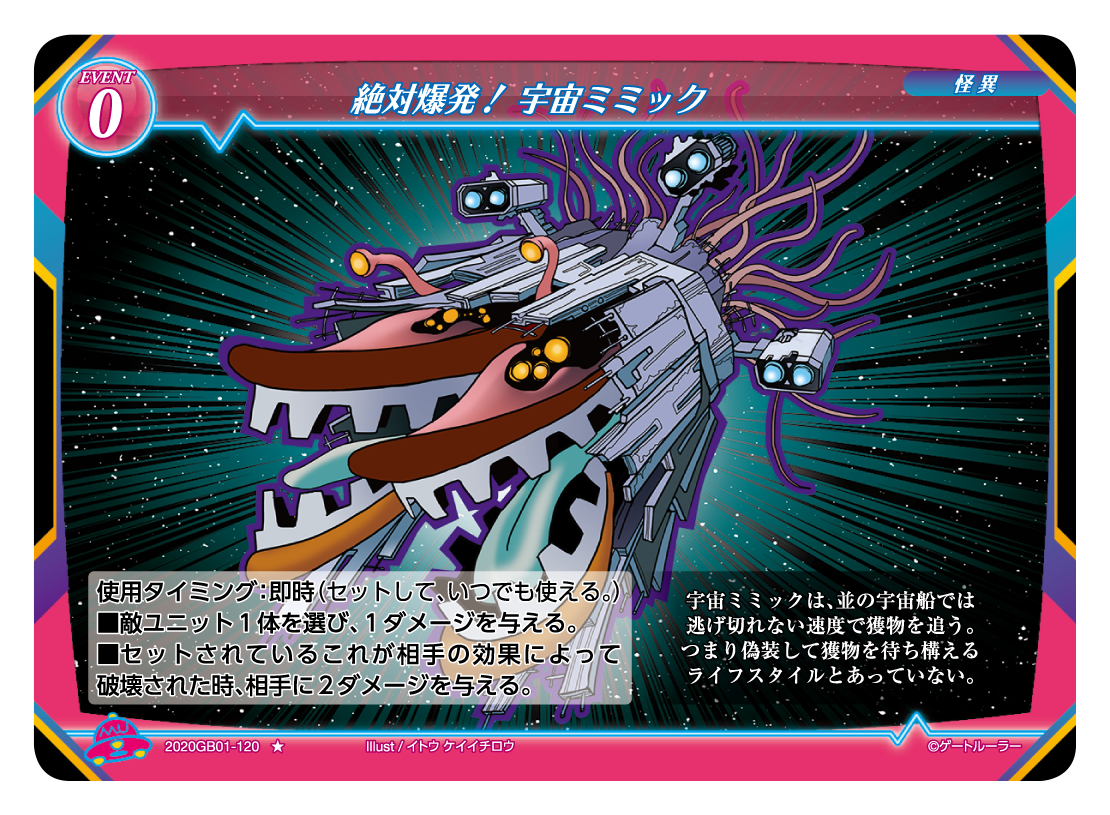 EVENT
0
絶対爆発！ 宇宙ミミック
怪異
使用タイミング：即時（セットして、いつでも使える。）
■敵ユニット１体を選び、１ダメージを与える。
■セットされているこれが相手の効果によって
破壊された時、相手に２ダメージを与える。
宇宙ミミックは、並の宇宙船では
逃げ切れない速度で獲物を追う。
つまり偽装して獲物を待ち構える
ライフスタイルとあっていない。
MU
2020GB01-120 ★
Illust / イトウ ケイイチロウ
©ゲートルーラー